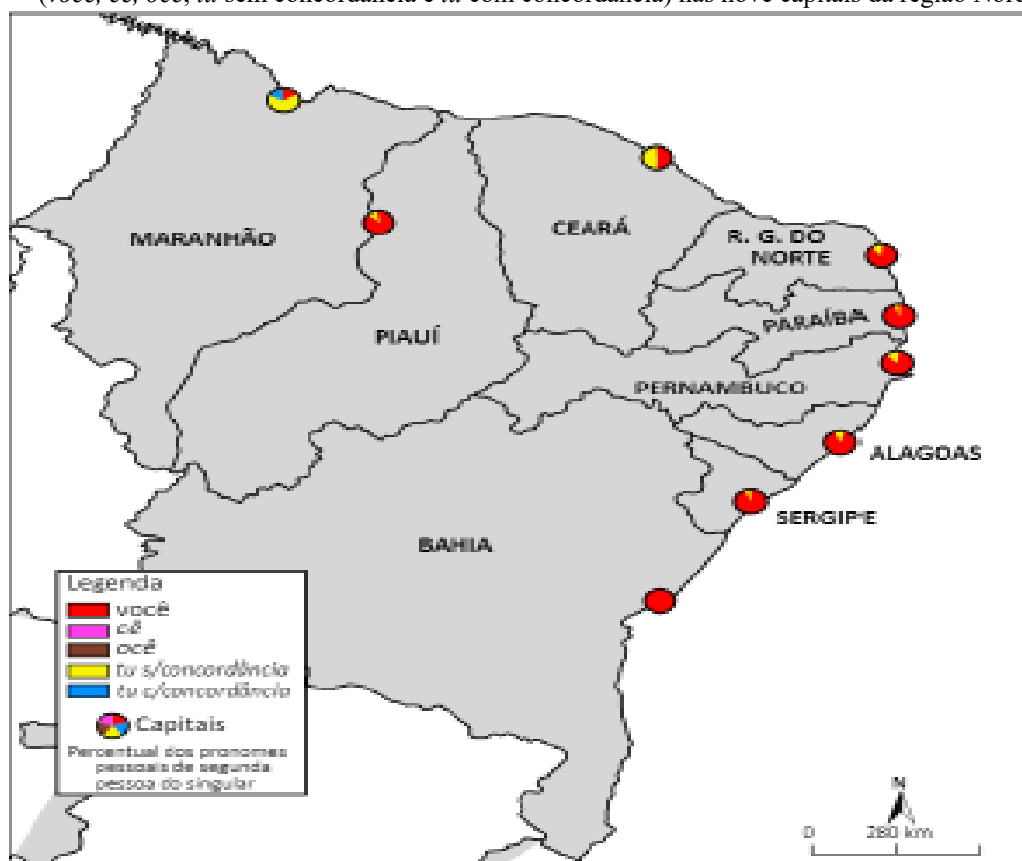 (você, cê, ocê, tu sem concordância e tu com concordância) nas nove capitais da região Nord
MARANHÃO
CEARÁ
R. G. DO
NORTE
PARAÍBA
PIAUÍ
PERNAMBUCO
ALAGOAS
SERGIPE
BAHIA
Legenda
você
cê
ocê
tu s/concordância
tu c/concordância
Capitais
Percentual dos pronomes
pessoais de segunda
pessoa do singular
N
0 280 km